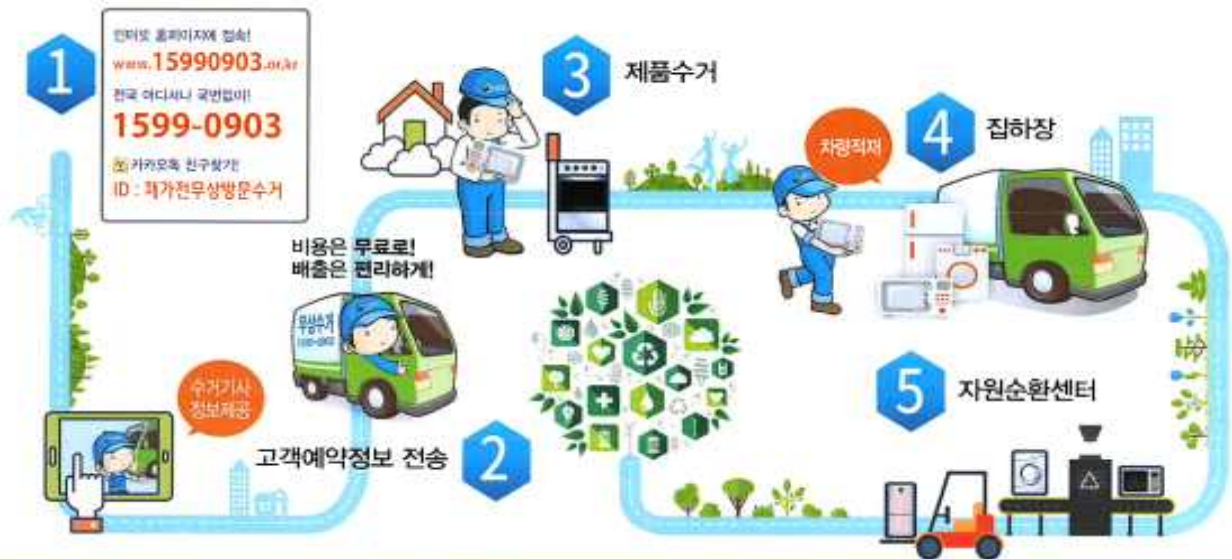 1
인터넷 홈페이지에 접속!
www.15990903.or.kr
전국 어디서나 국번없이!
1599-0903
카카오톡 친구찾기!
ID : 폐가전무상방문수거
비용은 무료로!
배출은 편리하게!
무상수거
1599-0903
수거기사
정보제공
고객예약정보 전송
2
3
제품수거
차량적재
4
집하장
5
자원순환센터